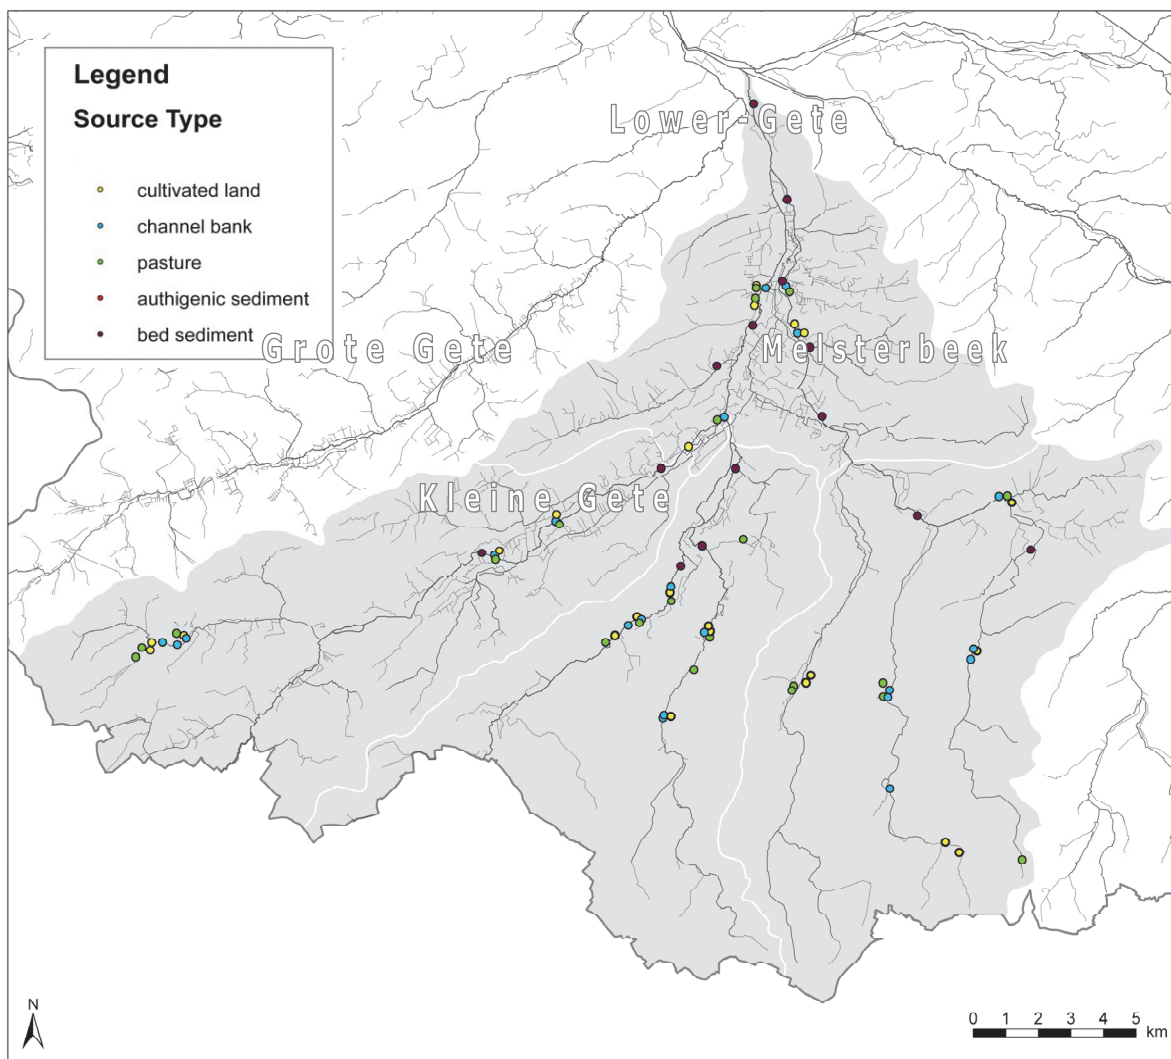 Legend
Source Type
cultivated land
channel bank
pasture
authigenic sediment
bed sediment
Lower-Gete
Grote Gete
Melsterbeek
Kleine Gete
N
0 1 2 3 4 5
km